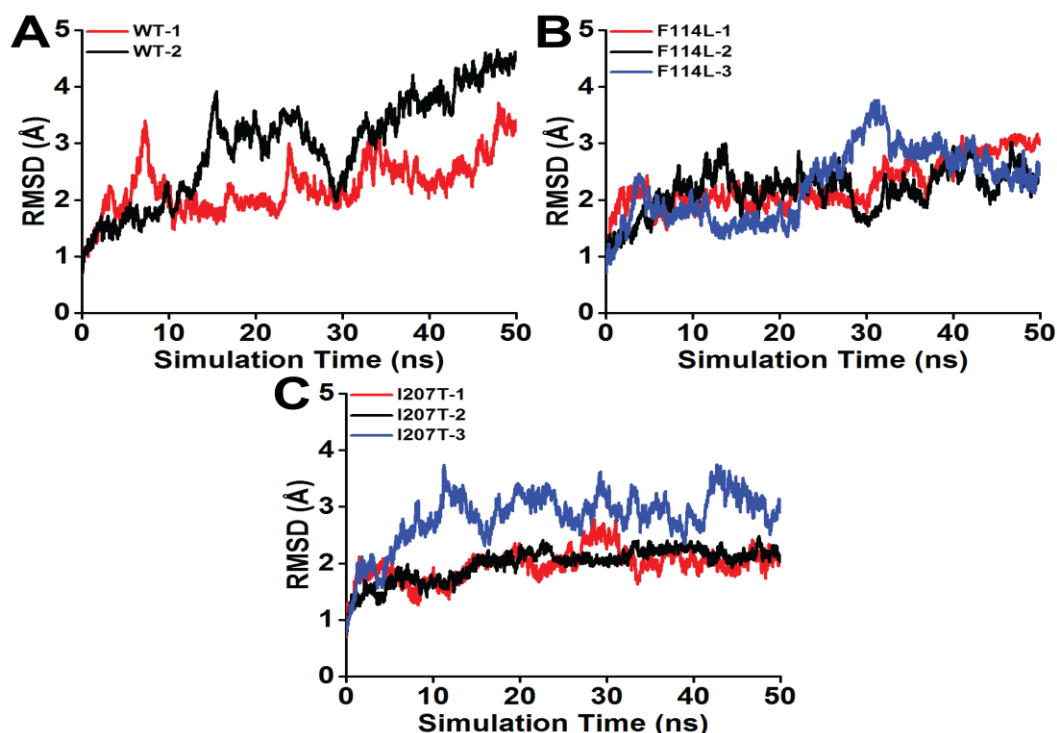 A
WT-1
WT-2
RMSD (Å)
5
4
3
2
1
0
0 10 20 30 40 50
Simulation Time (ns)
B
F114L-1
F114L-2
F114L-3
RMSD (Å)
5
4
3
2
1
0
0 10 20 30 40 50
Simulation Time (ns)
C
I207T-1
I207T-2
I207T-3
RMSD (Å)
5
4
3
2
1
0
0 10 20 30 40 50
Simulation Time (ns)